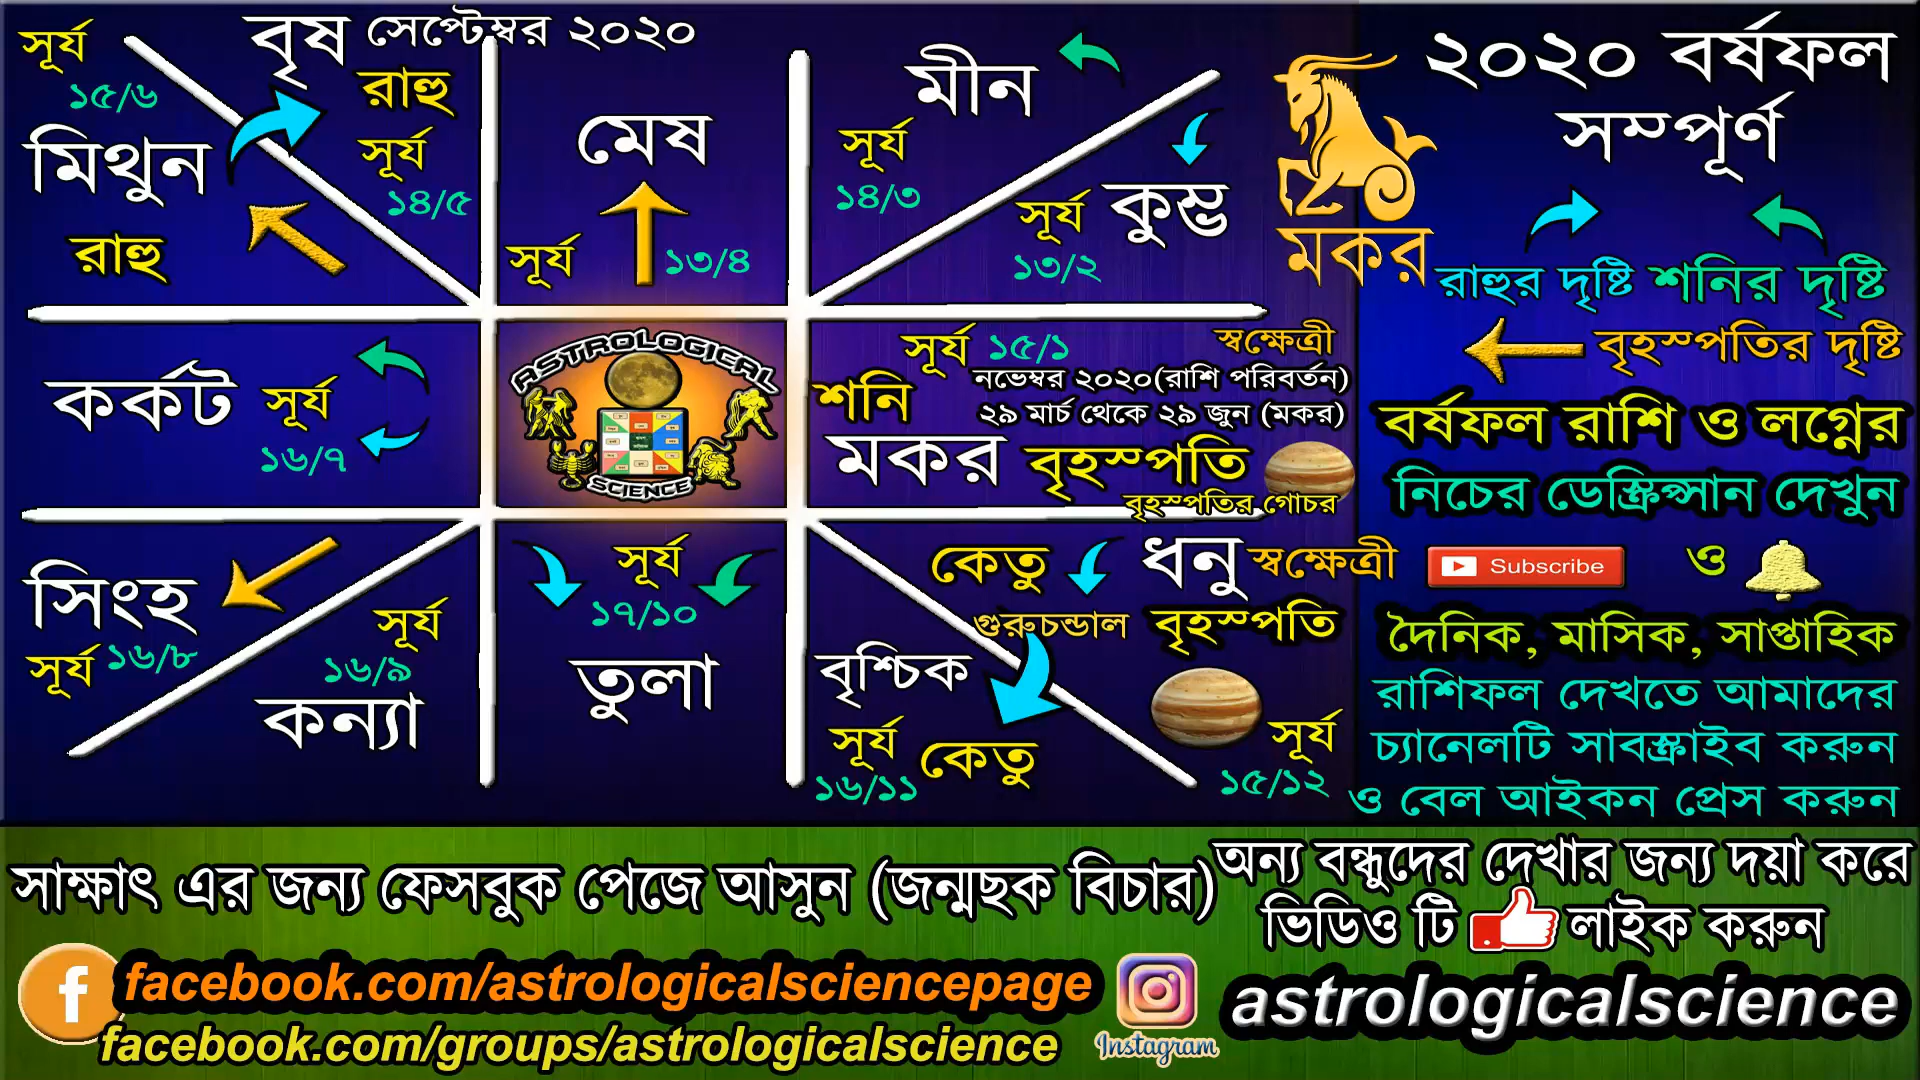 সূর্য
১৫/৬
বৃষ সেপ্টেম্বর ২০২০
রাহু
মিথুন
সূর্য
১৪/৫
রাহু
মেষ
সূর্য
১৩/৪
মীন
সূর্য
১৪/৩
সূর্য
কুম্ভ
১৩/২
কর্কট
সূর্য
১৬/৭
ASTROLOGICAL
SCIENCE
সূর্য ১৫/১ স্বক্ষেত্রী
নভেম্বর ২০২০(রাশি পরিবর্তন)
শনি
২৯ মার্চ থেকে ২৯ জুন (মকর)
মকর বৃহস্পতি
বৃহস্পতির গোচর
সিংহ
সূর্য ১৬/৮
সূর্য
১৬/৯
কন্যা
সূর্য
১৭/১০
তুলা
কেতু
ধনু স্বক্ষেত্রী
গুরুচন্ডাল বৃহস্পতি
বৃশ্চিক
সূর্য কেতু
১৬/১১
সূর্য
১৫/১২
মকর
২০২০ বর্ষফল
সম্পূর্ণ
রাহুর দৃষ্টি শনির দৃষ্টি
বৃহস্পতির দৃষ্টি
বর্ষফল রাশি ও লগ্নের
নিচের ডেস্ক্রিপ্সান দেখুন
Subscribe ও
দৈনিক, মাসিক, সাপ্তাহিক
রাশিফল দেখতে আমাদের
চ্যানেলটি সাবস্ক্রাইব করুন
ও বেল আইকন প্রেস করুন
সাক্ষাৎ এর জন্য ফেসবুক পেজে আসুন (জন্মছক বিচার)
অন্য বন্ধুদের দেখার জন্য দয়া করে
ভিডিও টি লাইক করুন
f facebook.com/astrologicalsciencepage
facebook.com/groups/astrologicalscience
Instagram
astrologicalscience